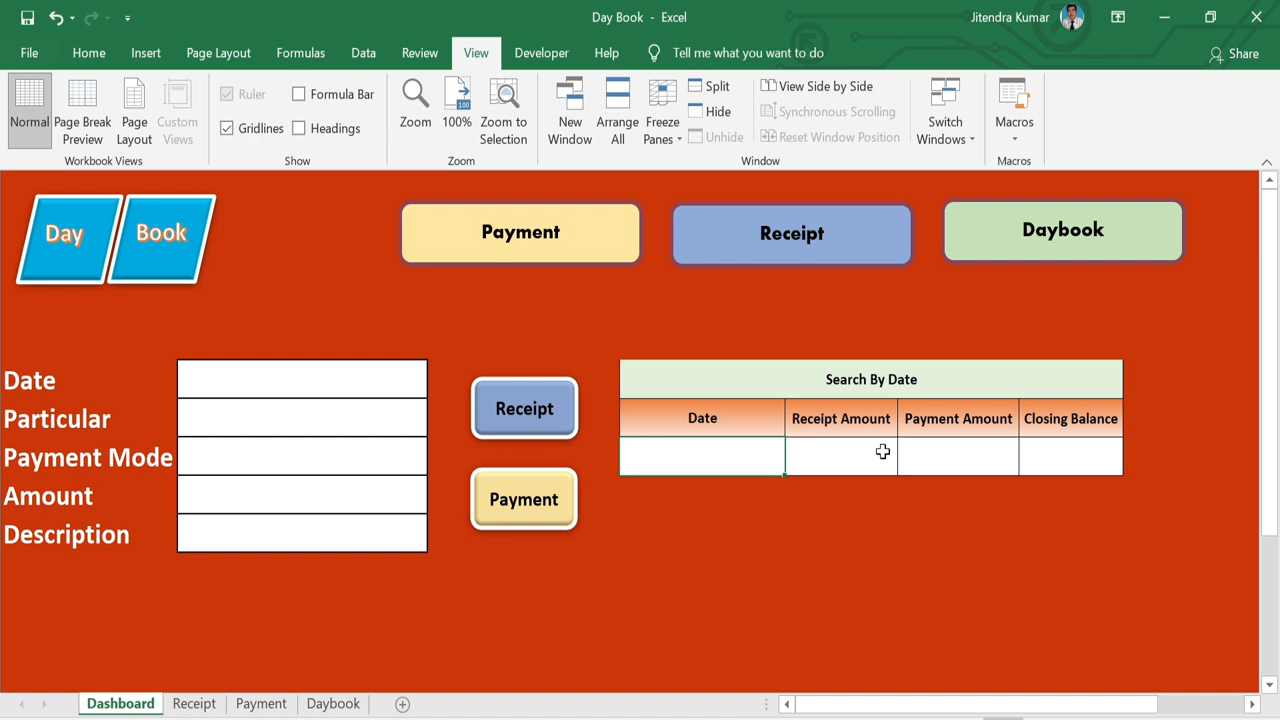 Day Book - Excel
Jitendra Kumar
File Home Insert Page Layout Formulas Data Review View Developer Help Tell me what you want to do Share
Normal
Page Break
Preview
Page
Layout
Custom
Views
Workbook Views
Ruler
Formula Bar
Gridlines
Headings
Show
Zoom
100
100%
Zoom to
Selection
Zoom
New
Window
Arrange
All
Freeze
Panes
Split
Hide
Unhide
View Side by Side
Synchronous Scrolling
Reset Window Position
Switch
Windows
Window
Macros
Macros
Day Book
Payment
Receipt
Daybook
Date
Particular
Payment Mode
Amount
Description
Receipt
Payment
Search By Date
Date Receipt Amount Payment Amount Closing Balance
Dashboard Receipt Payment Daybook